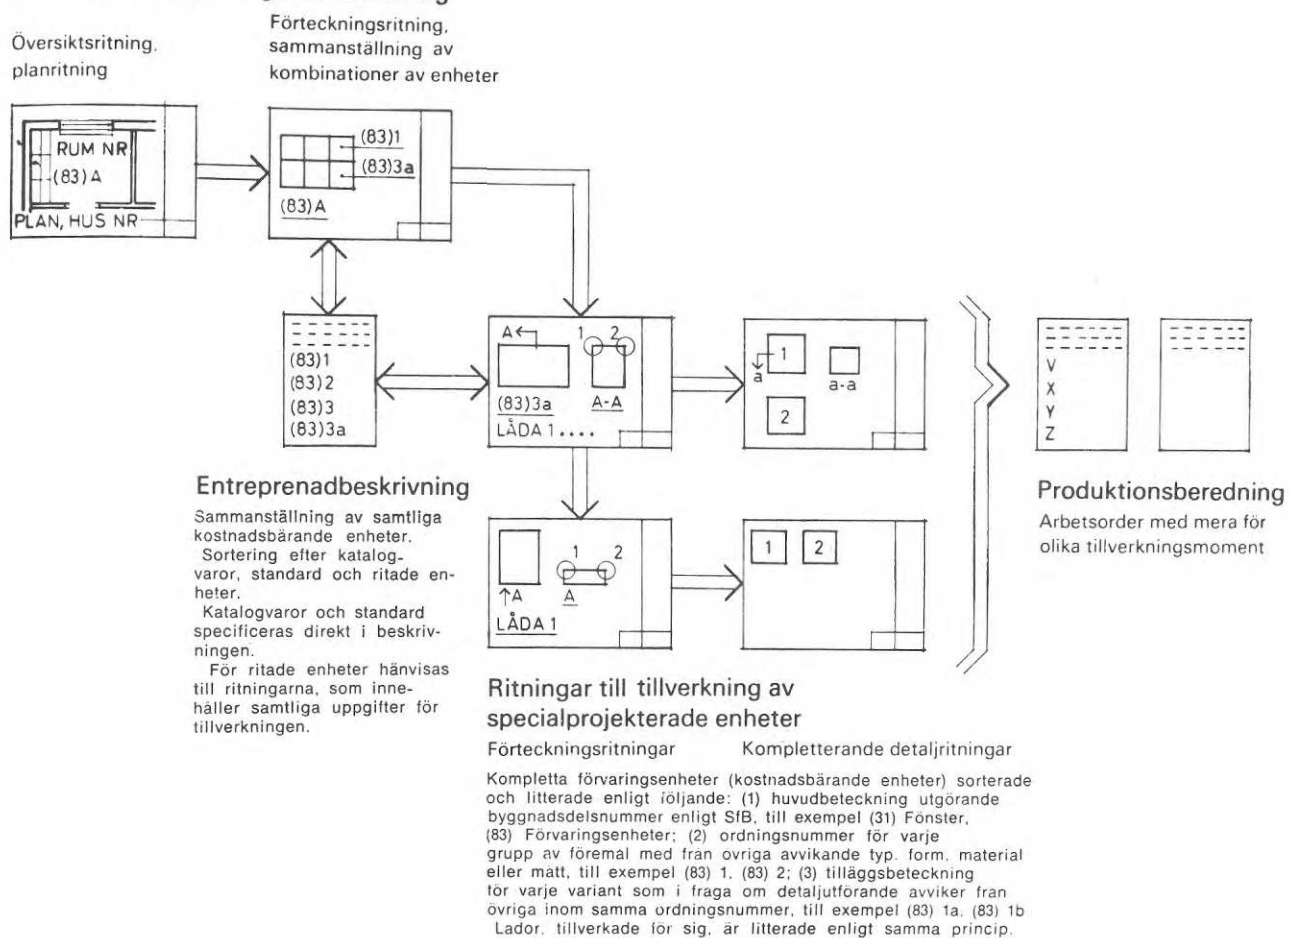 Översiktsritning,
planritning
Förteckningsritning,
sammanställning av
kombinationer av enheter
RUM NR
(83)A
PLAN, HUS NR
(83)1
(83)3a
(83)A
(83)1
(83)2
(83)3
(83)3a
A
1 2
(83)3a
A-A
LÅDA 1....
1
a
a-a
2
1 2
A
A
LÅDA 1
1 2
V
X
Y
Z
Entreprenadbeskrivning
Sammanställning av samtliga
kostnadsbärande enheter.
Sortering efter katalog-
varor, standard och ritade en-
heter.
Katalogvaror och standard
specificeras direkt i beskriv-
ningen.
För ritade enheter hänvisas
till ritningarna, som inne-
håller samtliga uppgifter för
tillverkningen.
Produktionsberedning
Arbetsorder med mera för
olika tillverkningsmoment
Ritningar till tillverkning av
specialprojekterade enheter
Förteckningsritningar
Kompletterande detaljritningar
Kompletta förvaringsenheter (kostnadsbärande enheter) sorterade
och litterade enligt följande: (1) huvudbeteckning utgörande
byggnadsdelsnummer enligt SfB, till exempel (31) Fönster,
(83) Förvaringsenheter; (2) ordningsnummer för varje
grupp av föremål med från övriga avvikande typ, form, material
eller mått, till exempel (83) 1, (83) 2; (3) tilläggsbeteckning
för varje variant som i fråga om detaljutförande avviker från
övriga inom samma ordningsnummer, till exempel (83) 1a, (83) 1b
Lådor, tillverkade för sig, är litterade enligt samma princip.